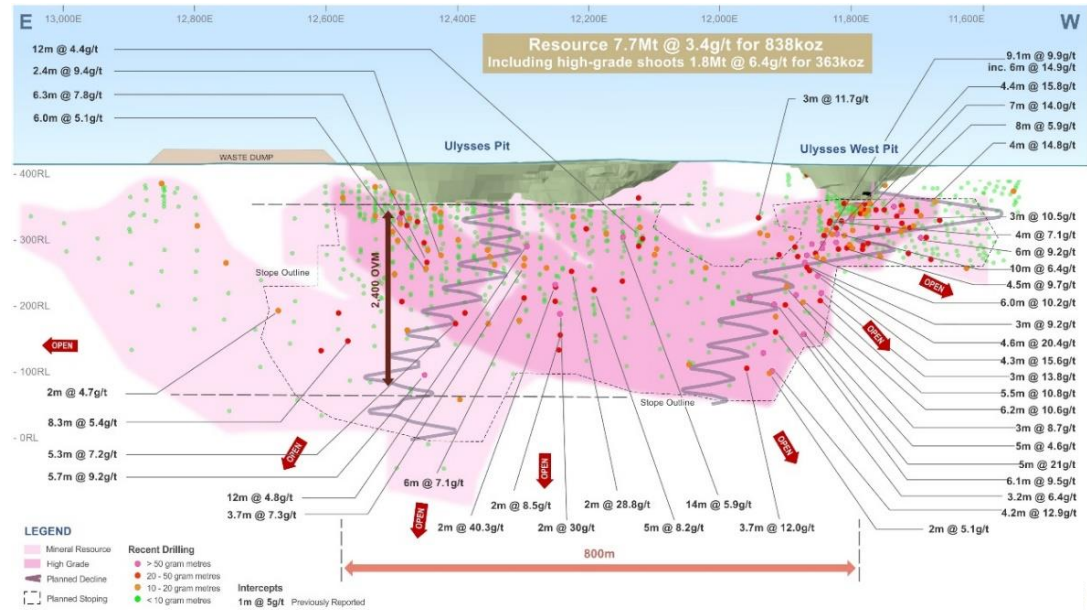 E
13,000
12,800
12,600
12,400
12,200
12,000
11,800
11,600
W
Resource 7.7Mt @ 3.4g/t for 838koz
Including high-grade shoots 1.8Mt @ 6.4g/t for 363koz
12m @ 4.4g/t
2.4m @ 9.4g/t
6.3m @ 7.8g/t
6.0m @ 5.1g/t
3m @ 11.7g/t
9.1m @ 9.9g/t
inc. 6m @ 14.9g/t
4.4m @ 15.8g/t
7m @ 14.0g/t
8m @ 5.9g/t
4m @ 14.8g/t
WASTE DUMP
Ulysses Pit
Ulysses West Pit
- 400RL
- 300RL
- 200RL
- 100RL
- 0RL
Stope Outline
2,400 OVM
Stope Outline
3m @ 10.5g/t
4m @ 7.1g/t
6m @ 9.2g/t
10m @ 6.4g/t
4.5m @ 9.7g/t
6.0m @ 10.2g/t
3m @ 9.2g/t
4.6m @ 20.4g/t
4.3m @ 15.6g/t
3m @ 13.8g/t
5.5m @ 10.8g/t
6.2m @ 10.6g/t
3m @ 8.7g/t
5m @ 4.6g/t
5m @ 21g/t
6.1m @ 9.5g/t
3.2m @ 6.4g/t
4.2m @ 12.9g/t
OPEN
OPEN
OPEN
OPEN
OPEN
OPEN
OPEN
2m @ 4.7g/t
8.3m @ 5.4g/t
5.3m @ 7.2g/t
5.7m @ 9.2g/t
12m @ 4.8g/t
3.7m @ 7.3g/t
6m @ 7.1g/t
2m @ 40.3g/t
2m @ 8.5g/t
2m @ 30g/t
2m @ 28.8g/t
5m @ 8.2g/t
14m @ 5.9g/t
3.7m @ 12.0g/t
2m @ 5.1g/t
800m
LEGEND
Mineral Resource
High Grade
Planned Decline
Planned Stoping
Recent Drilling
> 50 gram metres
20 - 50 gram metres
10 - 20 gram metres
< 10 gram metres
Intercepts
1m @ 5g/t Previously Reported